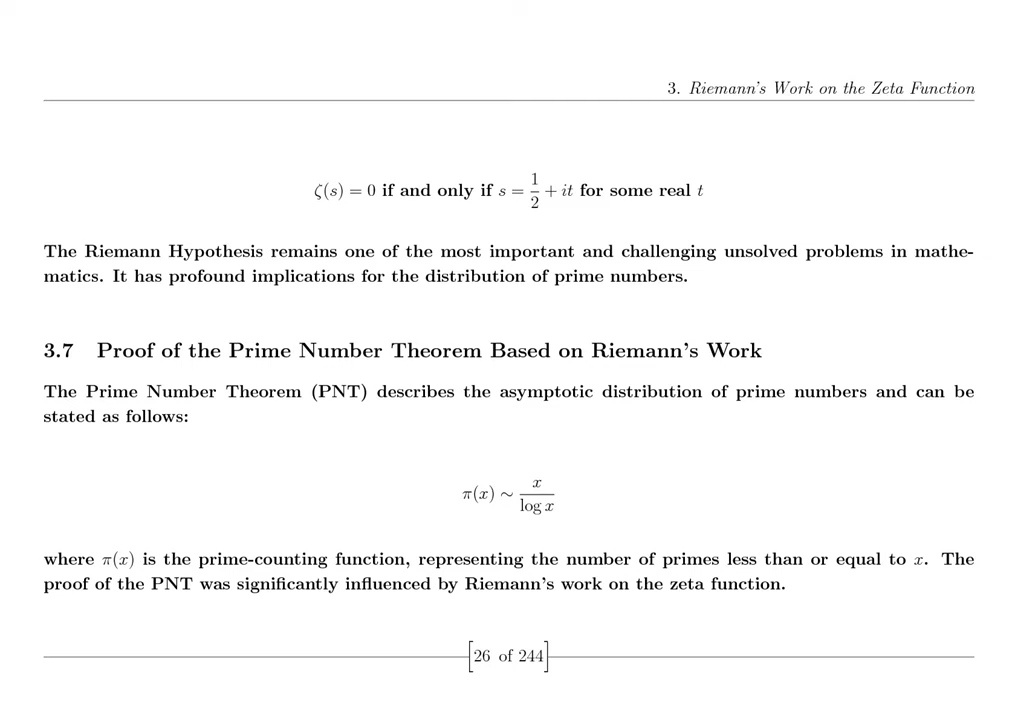 3. Riemann's Work on the Zeta Function
ζ(s) = 0 if and only if s = 1/2 + it for some real t
The Riemann Hypothesis remains one of the most important and challenging unsolved problems in mathe-
matics. It has profound implications for the distribution of prime numbers.
3.7 Proof of the Prime Number Theorem Based on Riemann's Work
The Prime Number Theorem (PNT) describes the asymptotic distribution of prime numbers and can be
stated as follows:
π(x) ∼ x/log x
where π(x) is the prime-counting function, representing the number of primes less than or equal to x. The
proof of the PNT was significantly influenced by Riemann's work on the zeta function.
[26 of 244]